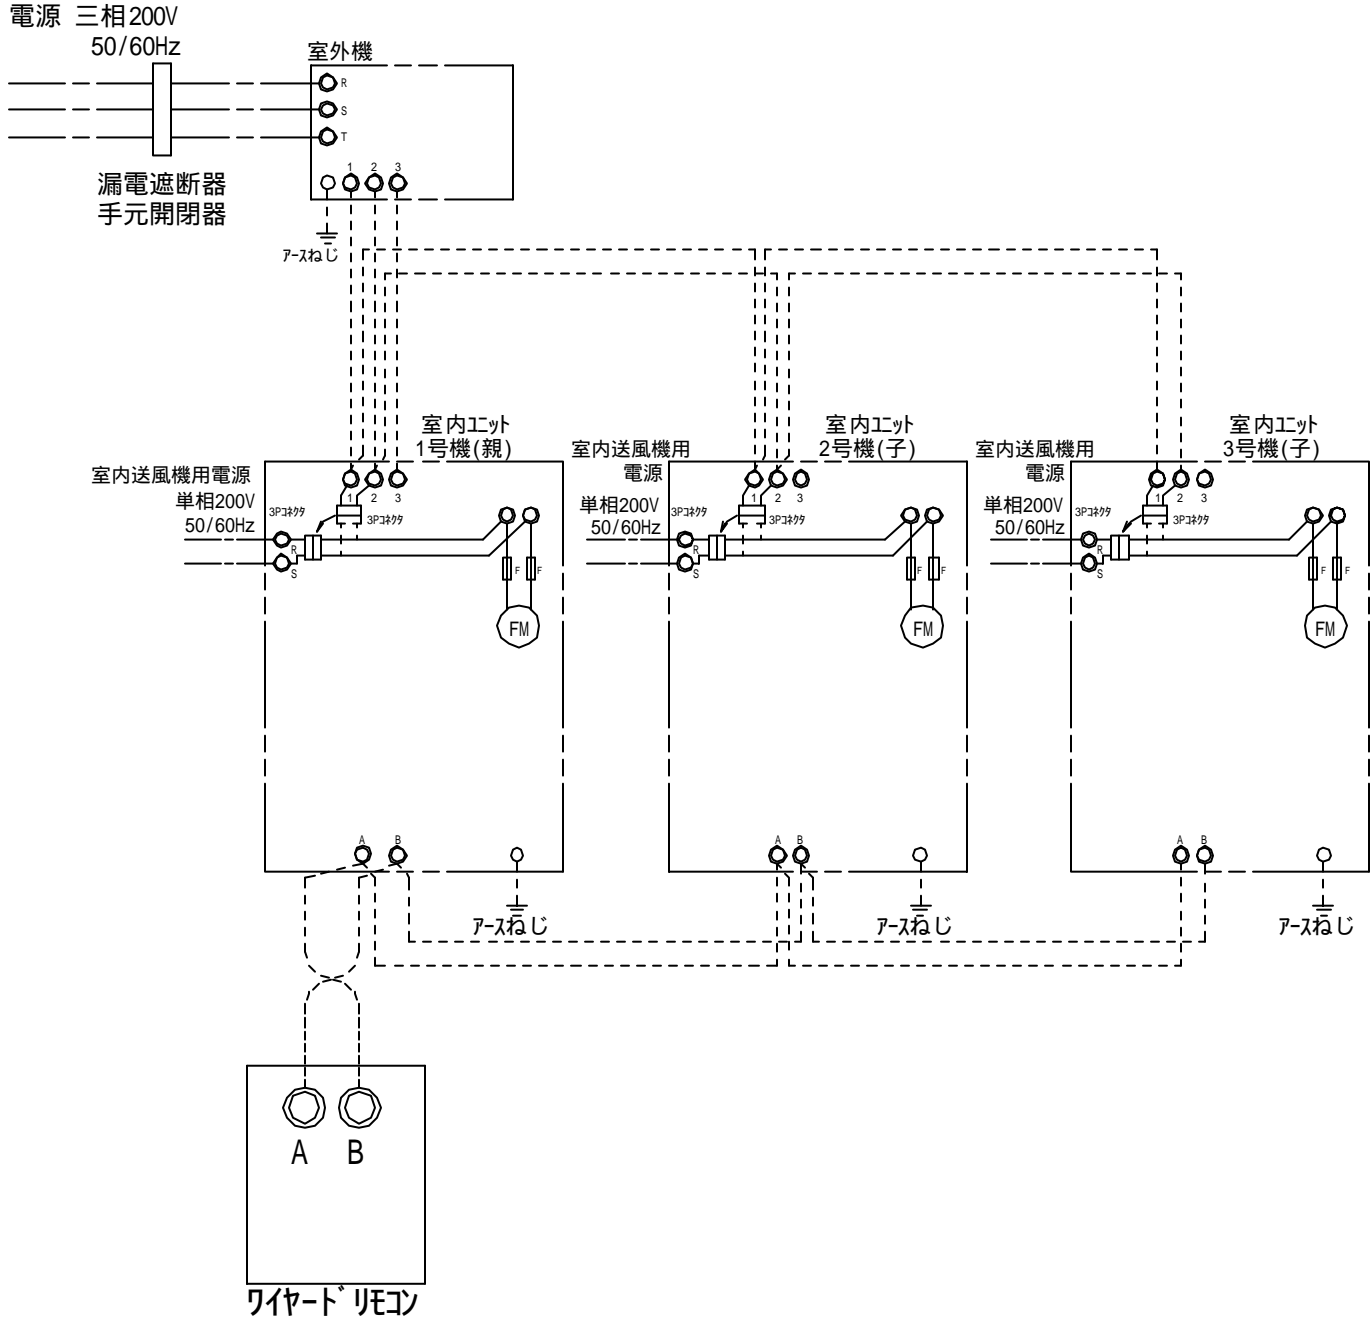 電源 三相200V
50/60Hz
漏電遮断器
手元開閉器
室外機
R
S
T
1 2 3
ｱｰｽねじ
室内ﾕﾆｯﾄ
1号機(親)
室内送風機用電源
単相200V
50/60Hz
1 2 3
3Pｺﾈｸﾀ
3Pｺﾈｸﾀ
R
S
F F
FM
A B
ｱｰｽねじ
室内ﾕﾆｯﾄ
2号機(子)
室内送風機用
電源
単相200V
50/60Hz
1 2 3
3Pｺﾈｸﾀ
3Pｺﾈｸﾀ
R
S
F F
FM
A B
ｱｰｽねじ
室内ﾕﾆｯﾄ
3号機(子)
室内送風機用
電源
単相200V
50/60Hz
1 2 3
3Pｺﾈｸﾀ
3Pｺﾈｸﾀ
R
S
F F
FM
A B
ｱｰｽねじ
A B
ワイヤード リモコン